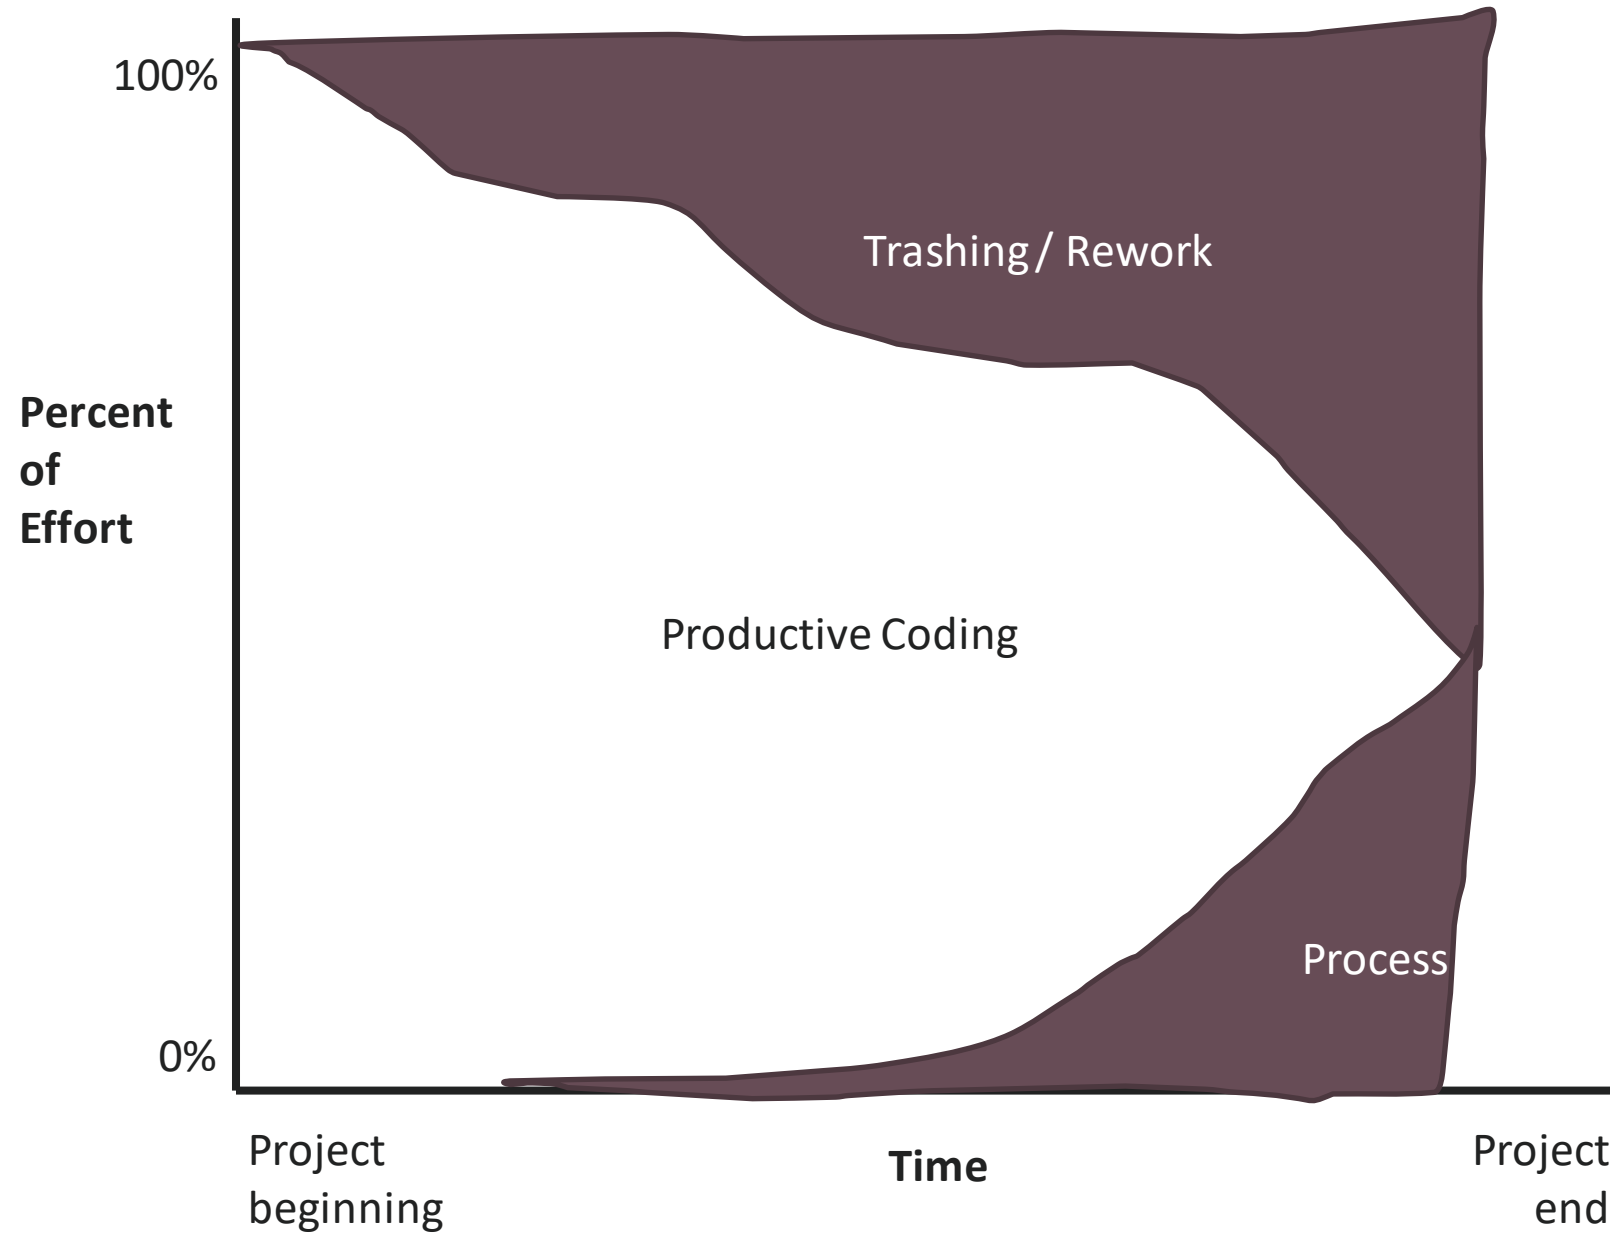 100%
Trashing / Rework
Percent
of
Effort
Productive Coding
Process
0%
Project
beginning
Time
Project
end